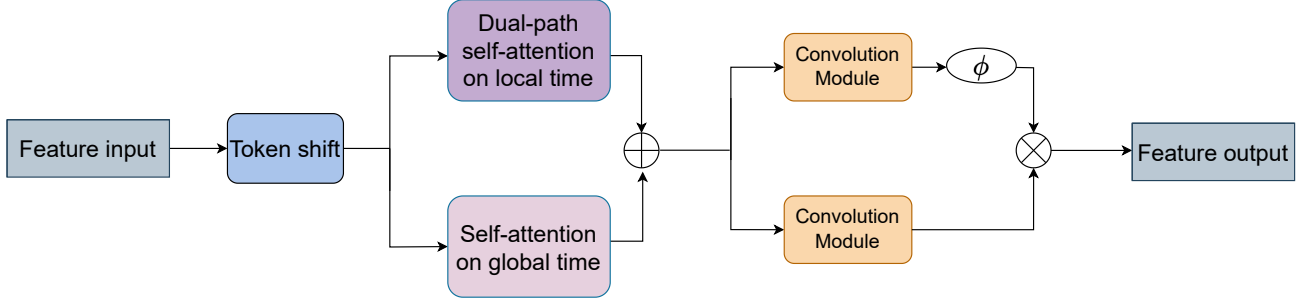 Feature input
Token shift
Dual-path
self-attention
on local time
Self-attention
on global time
Convolution
Module
ϕ
Convolution
Module
Feature output